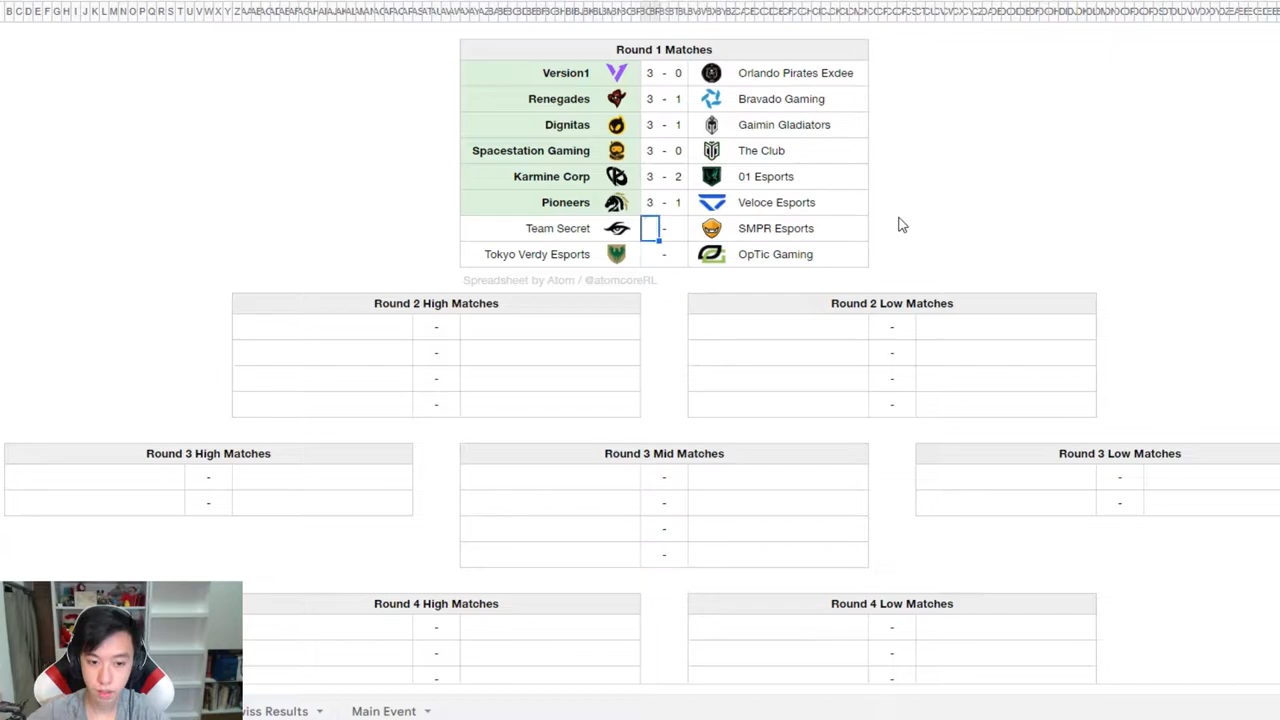 Round 1 Matches
Version1 3 - 0 Orlando Pirates Exdee
Renegades 3 - 1 Bravado Gaming
Dignitas 3 - 1 Gaimin Gladiators
Spacestation Gaming 3 - 0 The Club
Karmine Corp 3 - 2 01 Esports
Pioneers 3 - 1 Veloce Esports
Team Secret - SMPR Esports
Tokyo Verdy Esports - OpTic Gaming
Spreadsheet by Atom / @atomcoreRL
Round 2 High Matches Round 2 Low Matches
- -
- -
- -
- -
Round 3 High Matches Round 3 Mid Matches Round 3 Low Matches
- - -
- - -
-
-
Round 4 High Matches Round 4 Low Matches
- -
- -
- -
wiss Results Main Event